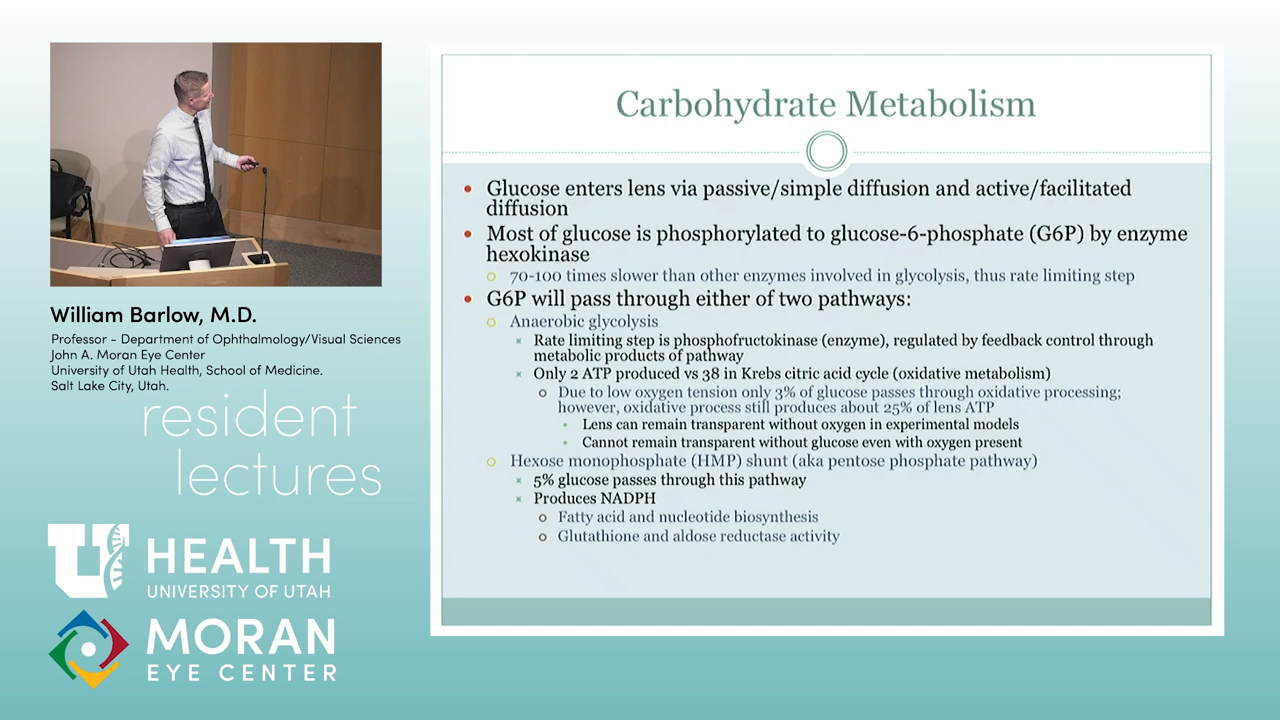 Carbohydrate Metabolism
Glucose enters lens via passive/simple diffusion and active/facilitated
diffusion
Most of glucose is phosphorylated to glucose-6-phosphate (G6P) by enzyme
hexokinase
70-100 times slower than other enzymes involved in glycolysis, thus rate limiting step
G6P will pass through either of two pathways:
Anaerobic glycolysis
Rate limiting step is phosphofructokinase (enzyme), regulated by feedback control through
metabolic products of pathway
Only 2 ATP produced vs 38 in Krebs citric acid cycle (oxidative metabolism)
Due to low oxygen tension only 3% of glucose passes through oxidative processing;
however, oxidative process still produces about 25% of lens ATP
Lens can remain transparent without oxygen in experimental models
Cannot remain transparent without glucose even with oxygen present
Hexose monophosphate (HMP) shunt (aka pentose phosphate pathway)
5% glucose passes through this pathway
Produces NADPH
Fatty acid and nucleotide biosynthesis
Glutathione and aldose reductase activity
William Barlow, M.D.
Professor - Department of Ophthalmology/Visual Sciences
John A. Moran Eye Center
University of Utah Health, School of Medicine.
Salt Lake City, Utah.
resident
lectures
U HEALTH
UNIVERSITY OF UTAH
MORAN
EYE CENTER